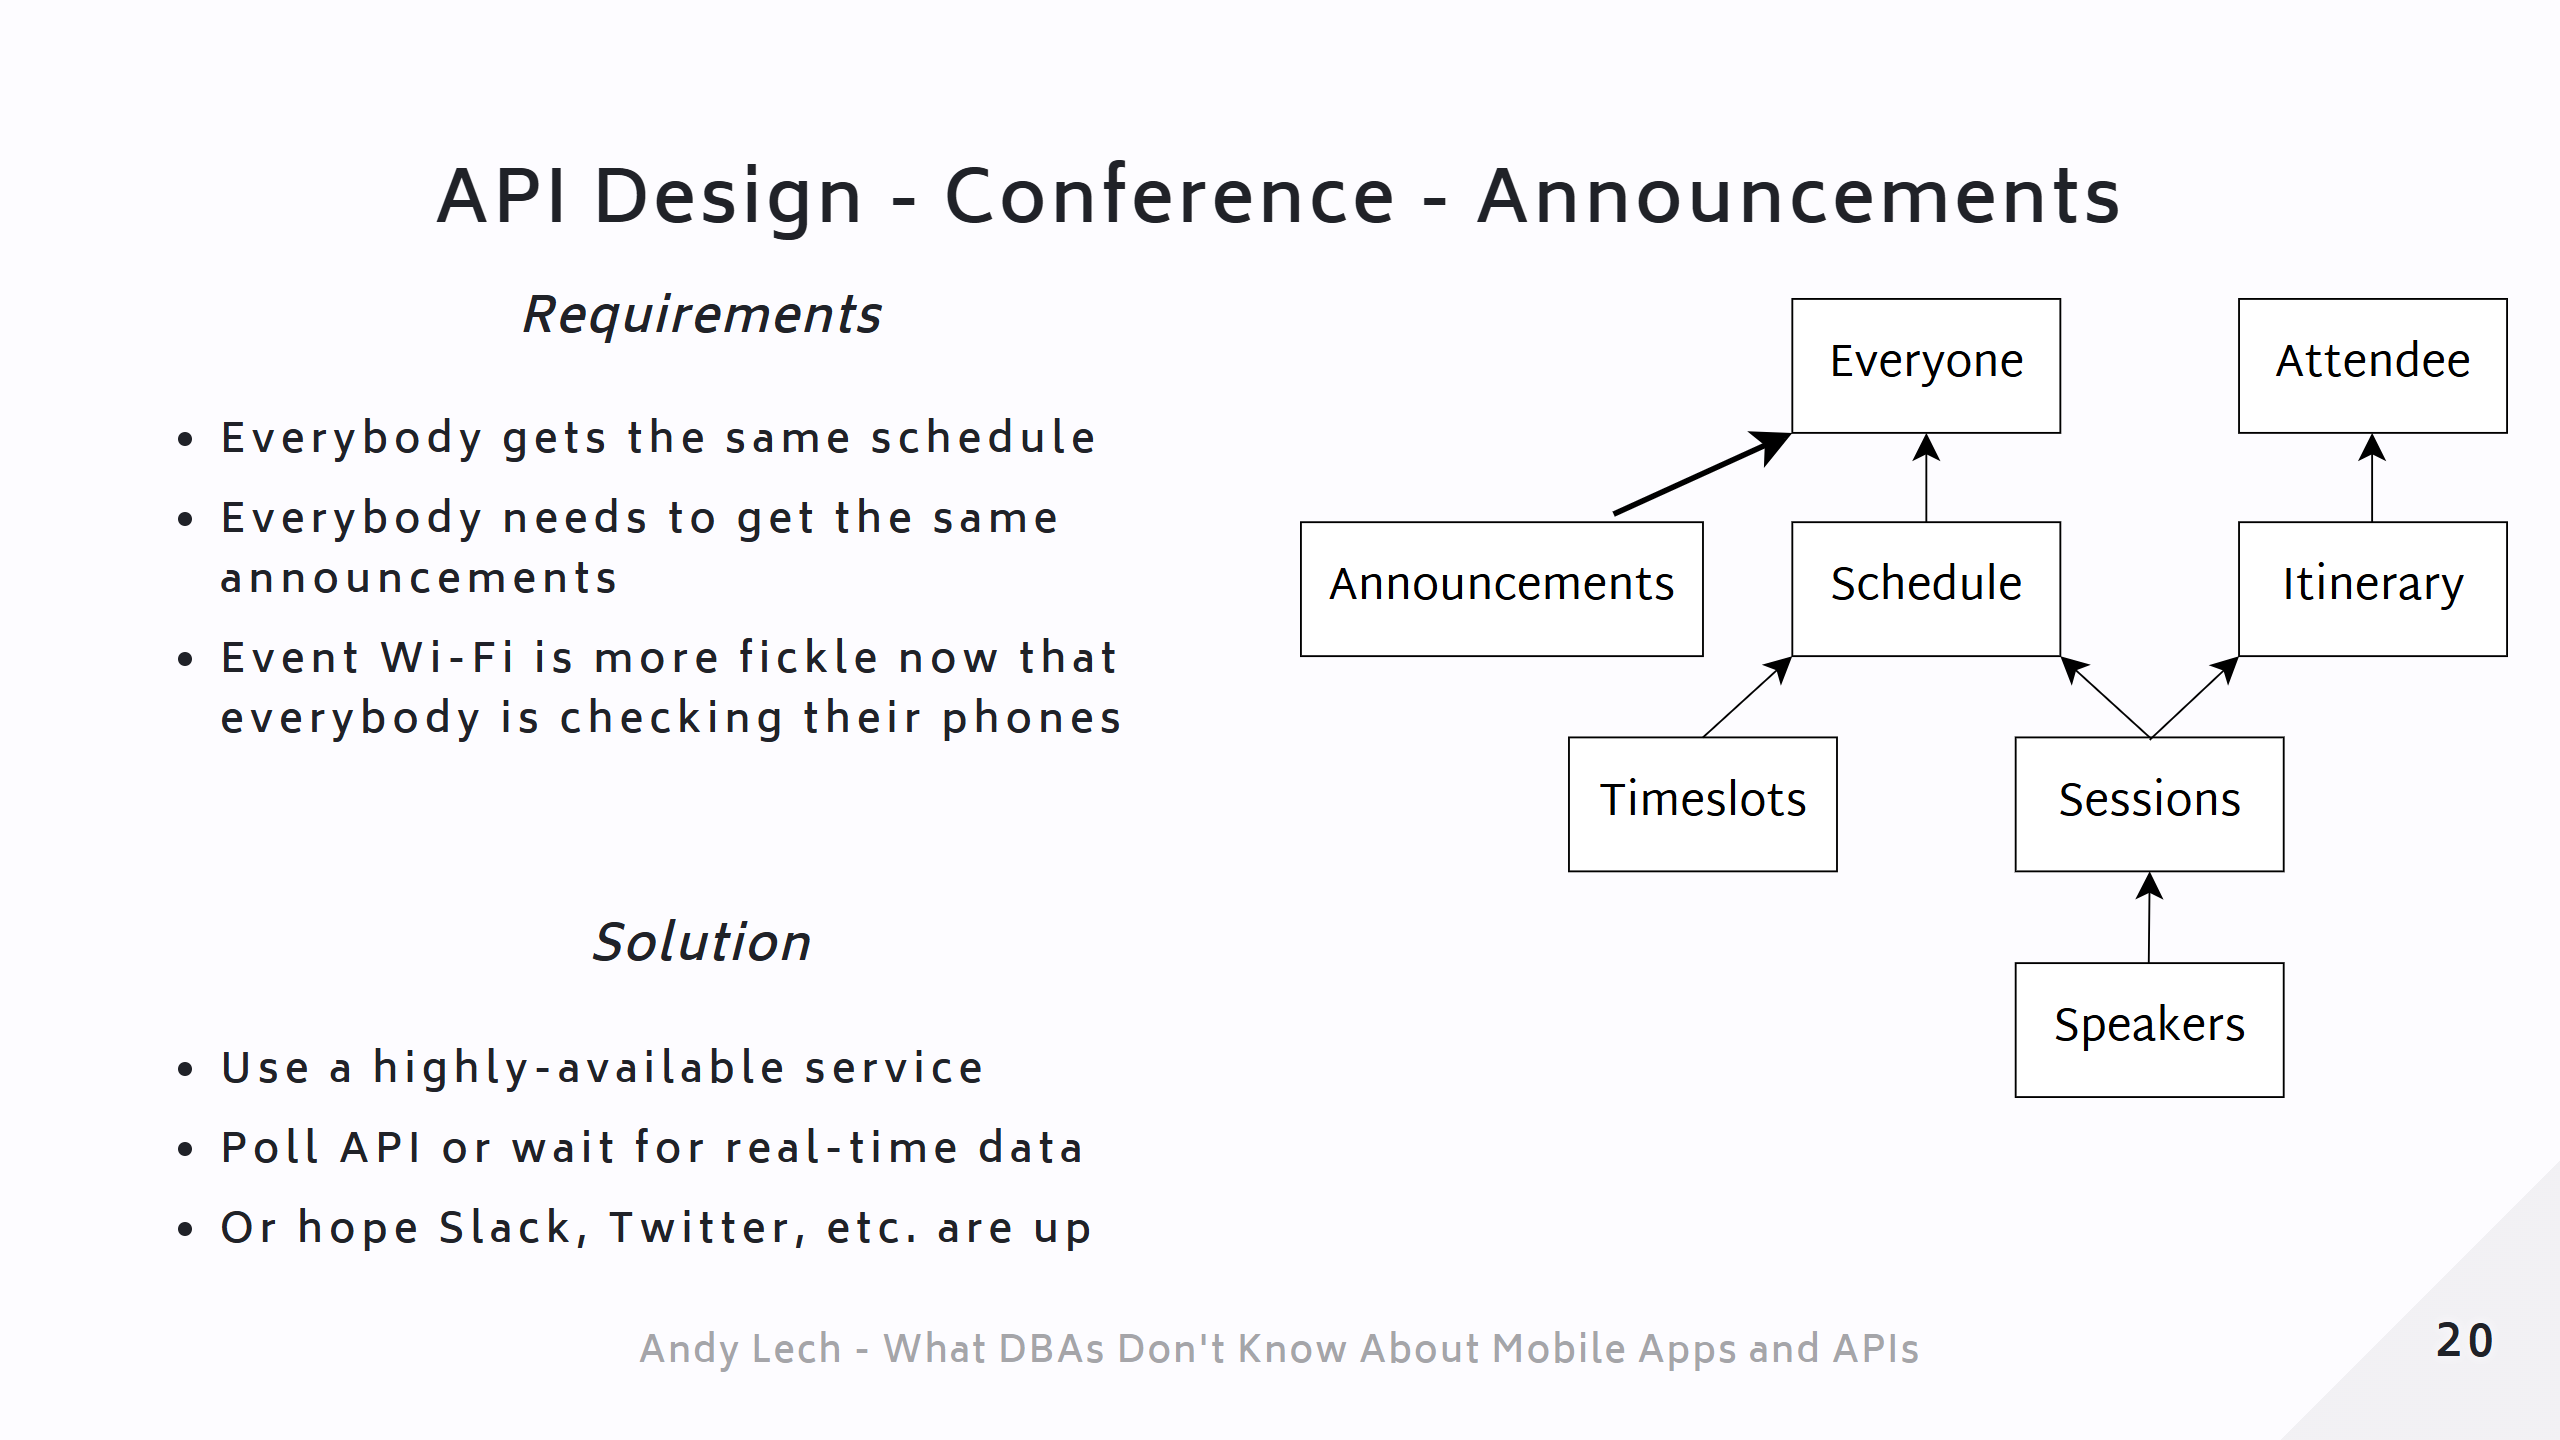 API Design - Conference - Announcements
Requirements
• Everybody gets the same schedule
• Everybody needs to get the same
announcements
• Event Wi-Fi is more fickle now that
everybody is checking their phones
Solution
• Use a highly-available service
• Poll API or wait for real-time data
• Or hope Slack, Twitter, etc. are up
Everyone
Attendee
Announcements
Schedule
Itinerary
Timeslots
Sessions
Speakers
Andy Lech - What DBAs Don't Know About Mobile Apps and APIs
20